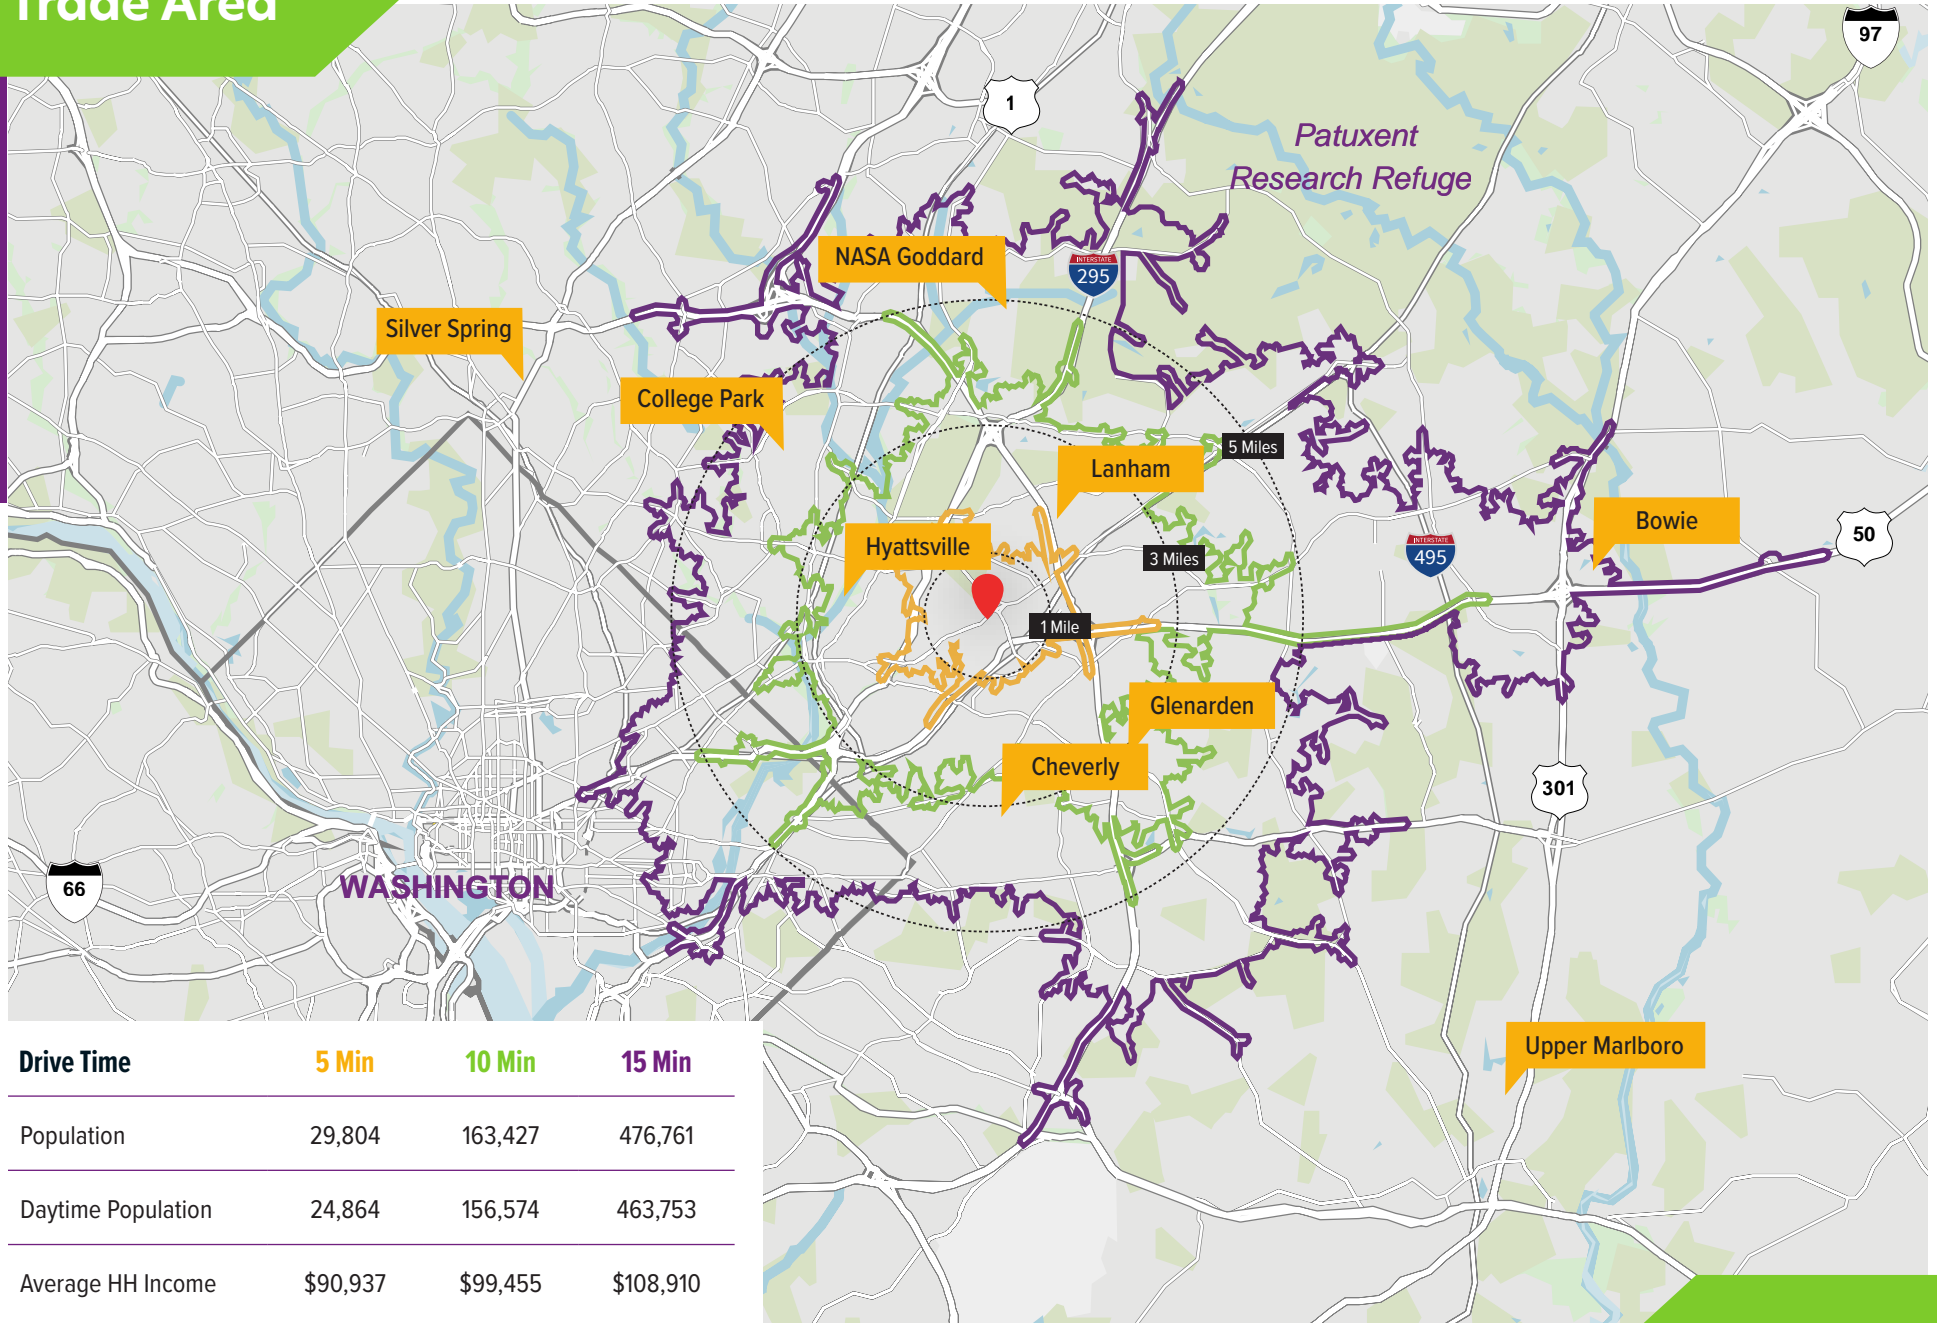 Trade Area
97
1
Patuxent
Research Refuge
NASA Goddard
INTERSTATE
295
Silver Spring
College Park
5 Miles
Lanham
Bowie
50
Hyattsville
3 Miles
INTERSTATE
495
1 Mile
Glenarden
Cheverly
301
66
WASHINGTON
Upper Marlboro
Drive Time 5 Min 10 Min 15 Min
Population 29,804 163,427 476,761
Daytime Population 24,864 156,574 463,753
Average HH Income $90,937 $99,455 $108,910